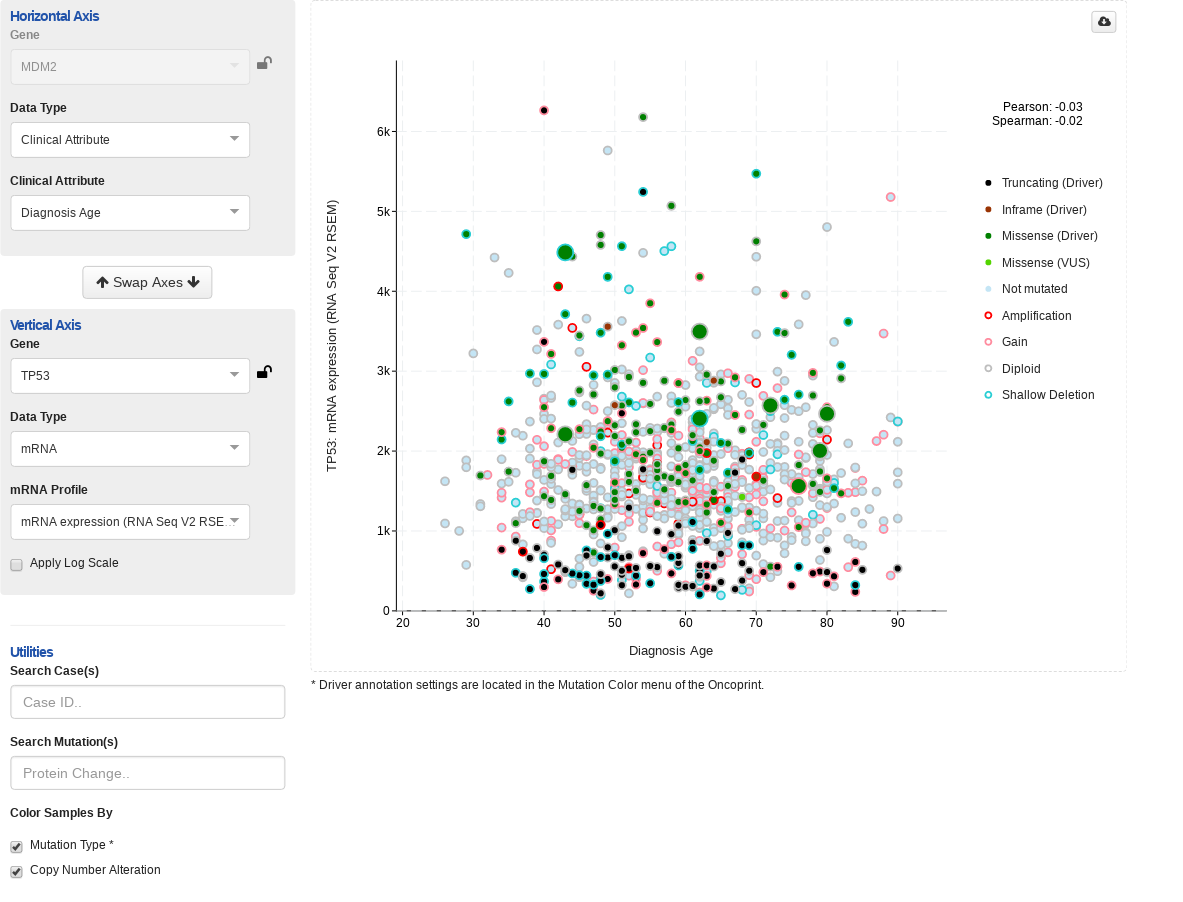 Horizontal Axis
Gene
MDM2
Data Type
Clinical Attribute
Clinical Attribute
Diagnosis Age
Swap Axes
Vertical Axis
Gene
TP53
Data Type
mRNA
mRNA Profile
mRNA expression (RNA Seq V2 RSE...
Apply Log Scale
Utilities
Search Case(s)
Case ID..
Search Mutation(s)
Protein Change..
Color Samples By
Mutation Type *
Copy Number Alteration
TP53: mRNA expression (RNA Seq V2 RSEM)
6k
5k
4k
3k
2k
1k
0
20 30 40 50 60 70 80 90
Diagnosis Age
Pearson: -0.03
Spearman: -0.02
Truncating (Driver)
Inframe (Driver)
Missense (Driver)
Missense (VUS)
Not mutated
Amplification
Gain
Diploid
Shallow Deletion
* Driver annotation settings are located in the Mutation Color menu of the Oncoprint.